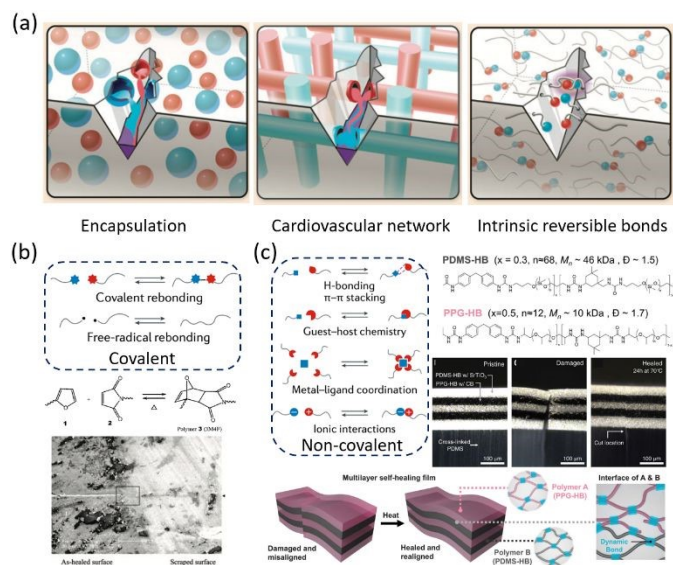 (a)
Encapsulation
Cardiovascular network
Intrinsic reversible bonds
(b)
Covalent rebonding
Free-radical rebonding
Covalent
1
2
Polymer 3 (3M4F)
As-healed surface
Scraped surface
(c)
H-bonding
π–π stacking
Guest–host chemistry
Metal–ligand coordination
Ionic interactions
Non-covalent
PDMS-HB (x = 0.3, n≈68, Mn ~ 46 kDa , Đ ~ 1.5)
PPG-HB (x=0.5, n≈12, Mn ~ 10 kDa , Đ ~ 1.7)
Pristine
PDMS-HB w/ SrTiO3
PPG-HB w/ CB
Cross-linked
PDMS
100 μm
Damaged
100 μm
Healed
24h at 70°C
Cut location
100 μm
Multilayer self-healing film
Heat
Damaged and
misaligned
Healed and
realigned
Polymer A
(PPG-HB)
Polymer B
(PDMS-HB)
Interface of A & B
Dynamic
Bond